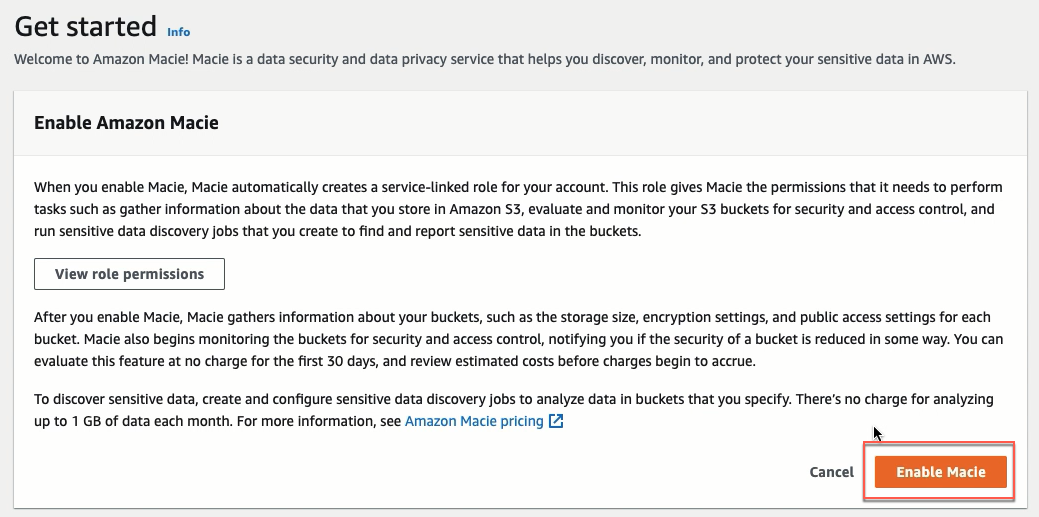 Get started Info
Welcome to Amazon Macie! Macie is a data security and data privacy service that helps you discover, monitor, and protect your sensitive data in AWS.
Enable Amazon Macie
When you enable Macie, Macie automatically creates a service-linked role for your account. This role gives Macie the permissions that it needs to perform
tasks such as gather information about the data that you store in Amazon S3, evaluate and monitor your S3 buckets for security and access control, and
run sensitive data discovery jobs that you create to find and report sensitive data in the buckets.
View role permissions
After you enable Macie, Macie gathers information about your buckets, such as the storage size, encryption settings, and public access settings for each
bucket. Macie also begins monitoring the buckets for security and access control, notifying you if the security of a bucket is reduced in some way. You can
evaluate this feature at no charge for the first 30 days, and review estimated costs before charges begin to accrue.
To discover sensitive data, create and configure sensitive data discovery jobs to analyze data in buckets that you specify. There's no charge for analyzing
up to 1 GB of data each month. For more information, see Amazon Macie pricing
Cancel Enable Macie